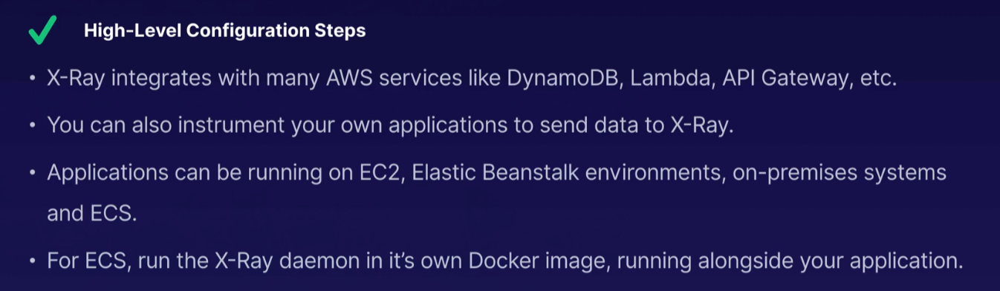 High-Level Configuration Steps
• X-Ray integrates with many AWS services like DynamoDB, Lambda, API Gateway, etc.
• You can also instrument your own applications to send data to X-Ray.
• Applications can be running on EC2, Elastic Beanstalk environments, on-premises systems
and ECS.
• For ECS, run the X-Ray daemon in it’s own Docker image, running alongside your application.